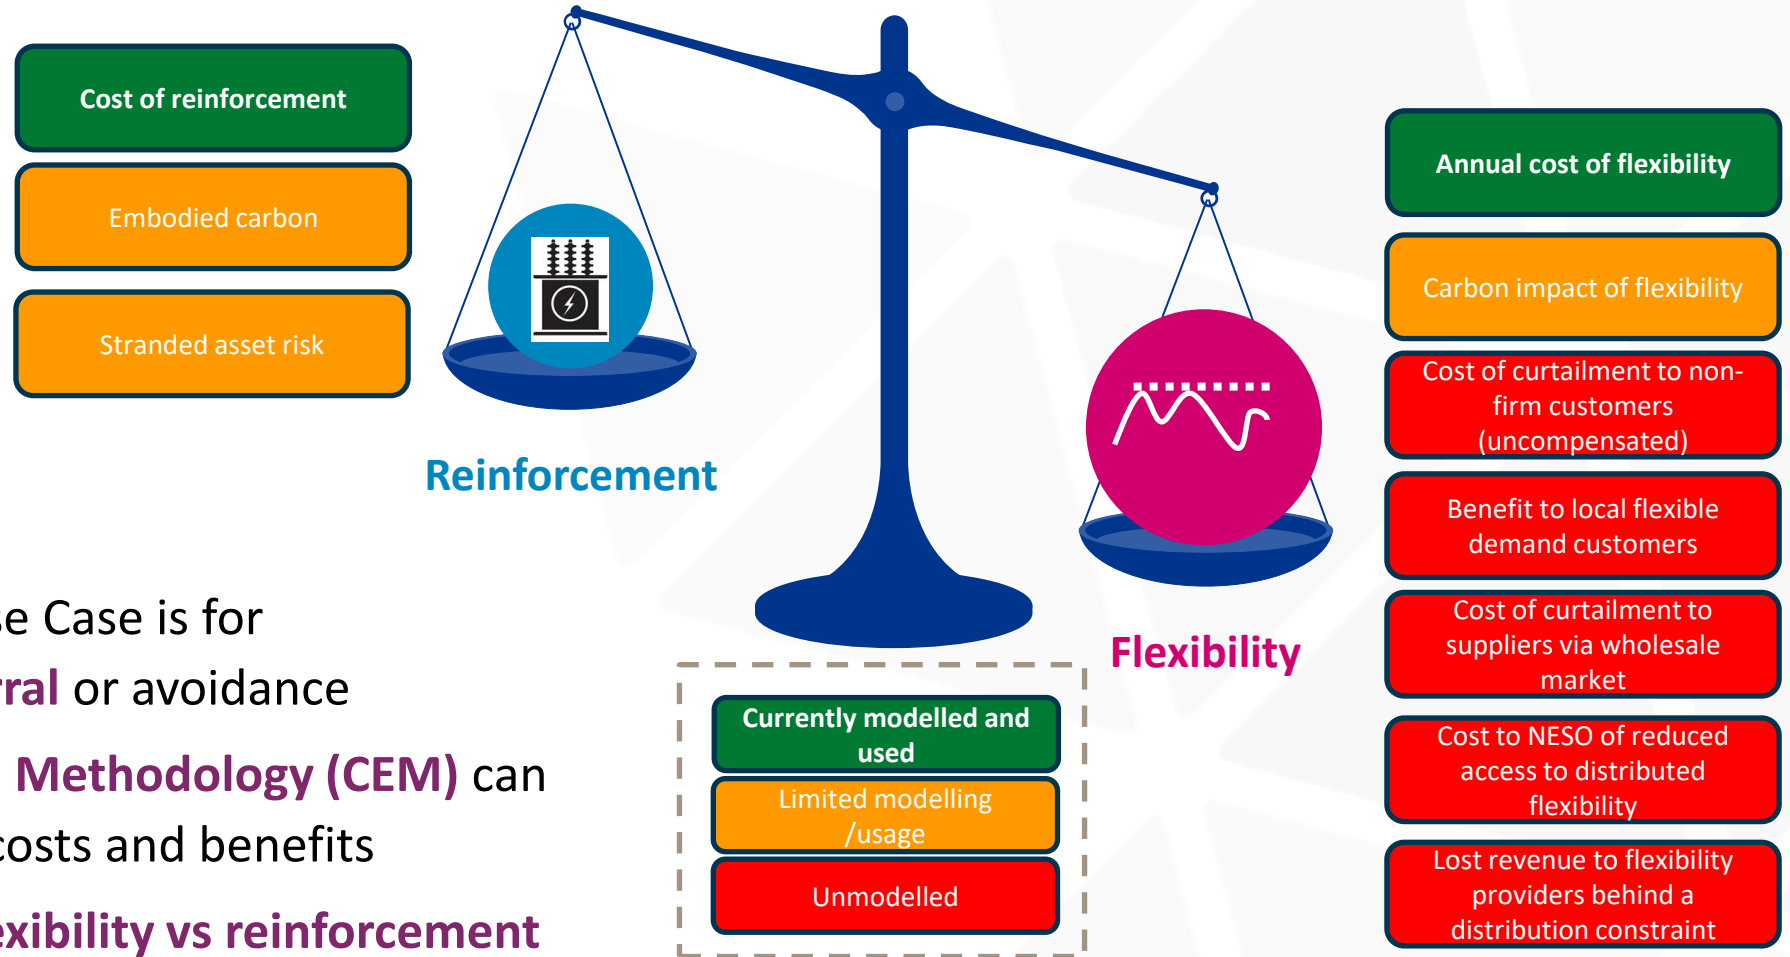 Cost of reinforcement
Embodied carbon
Stranded asset risk
Reinforcement
Case is for
or avoidance
Methodology (CEM) can
costs and benefits
vs reinforcement
Currently modelled and
used
Limited modelling
/usage
Unmodelled
Flexibility
Annual cost of flexibility
Carbon impact of flexibility
Cost of curtailment to non-
firm customers
(uncompensated)
Benefit to local flexible
demand customers
Cost of curtailment to
suppliers via wholesale
market
Cost to NESO of reduced
access to distributed
flexibility
Lost revenue to flexibility
providers behind a
distribution constraint